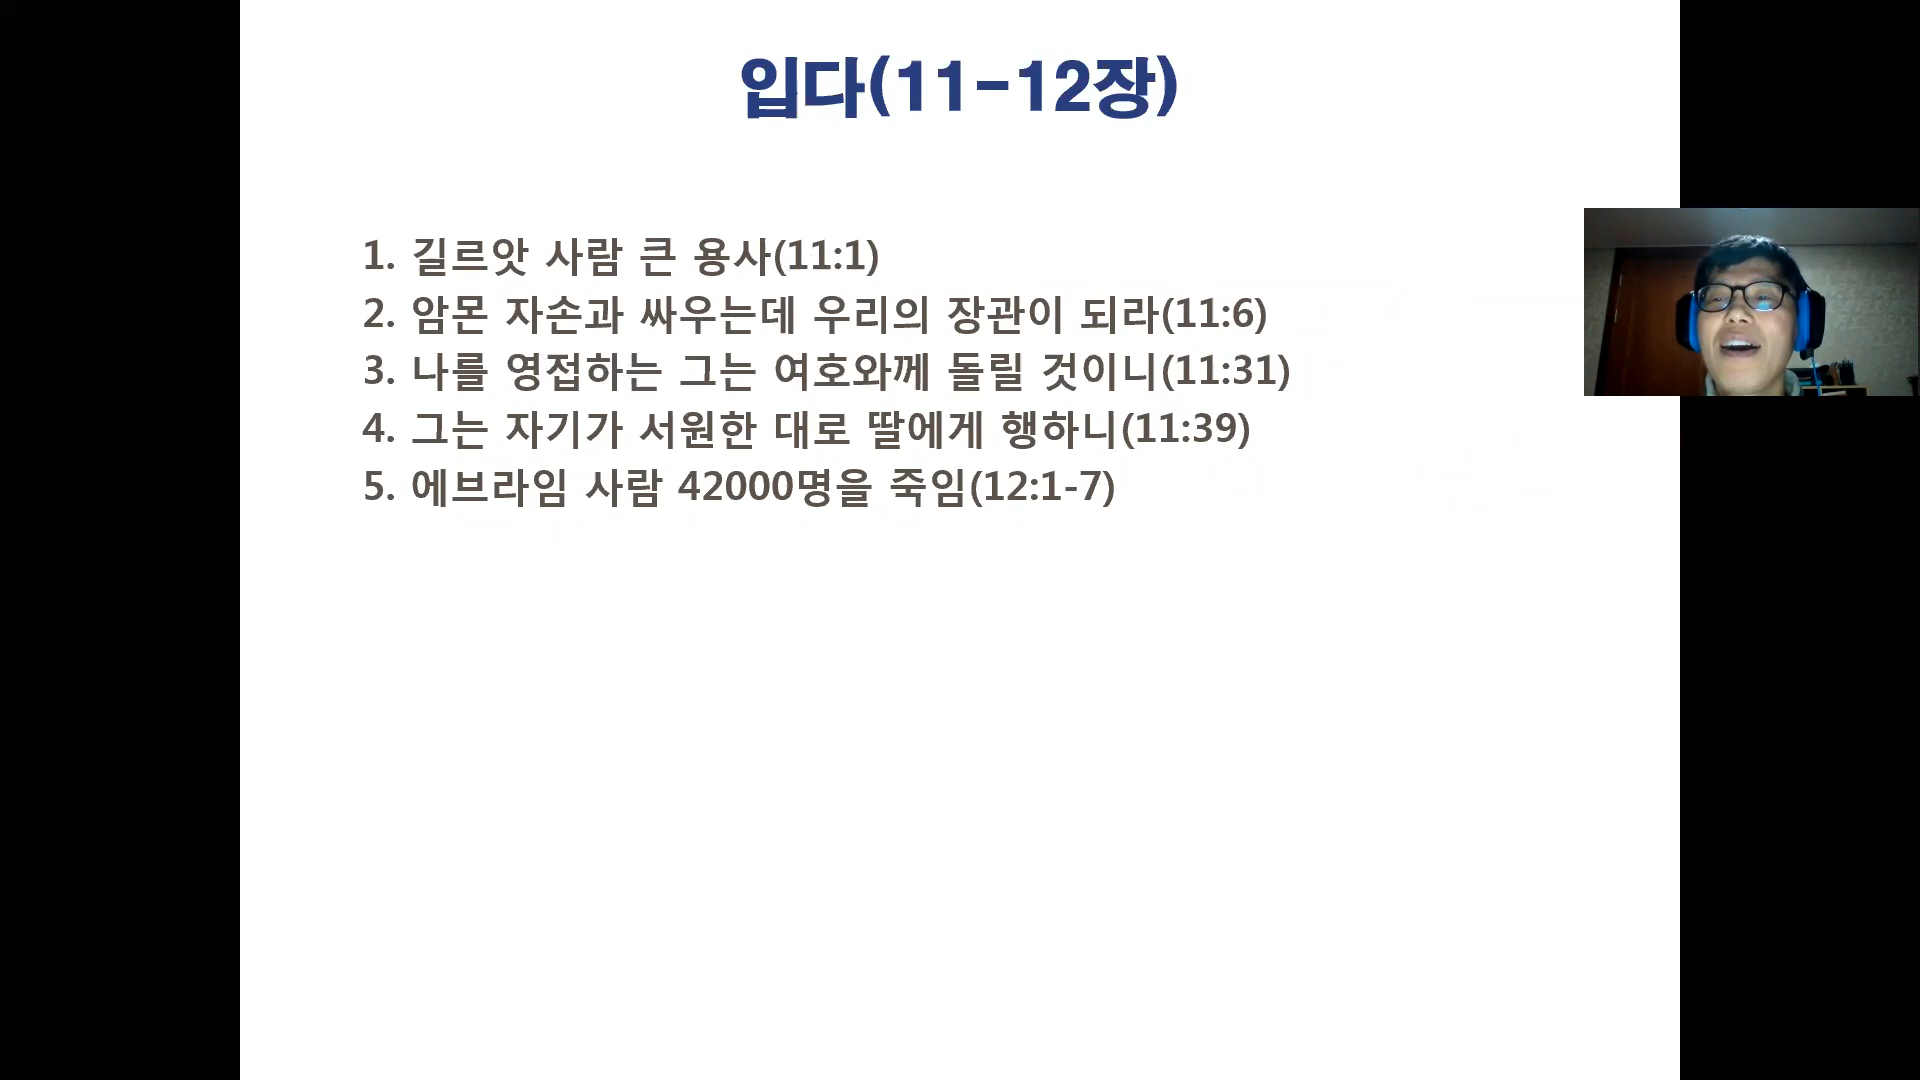 입다(11-12장)
1. 길르앗 사람 큰 용사(11:1)
2. 암몬 자손과 싸우는데 우리의 장관이 되라(11:6)
3. 나를 영접하는 그는 여호와께 돌릴 것이니(11:31)
4. 그는 자기가 서원한 대로 딸에게 행하니(11:39)
5. 에브라임 사람 42000명을 죽임(12:1-7)